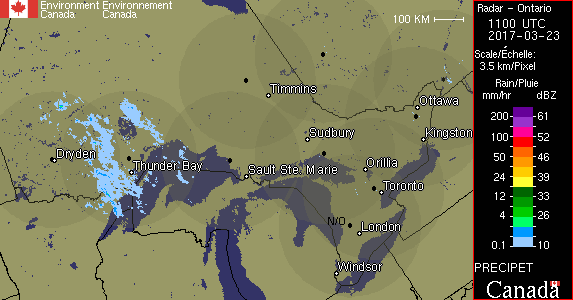 Environment Environnement
Canada Canada
100 KM
Timmins
Ottawa
Sudbury
Kingston
Dryden
Thunder Bay
Sault Ste. Marie
Orillia
Toronto
N/O
London
Windsor
Radar - Ontario
1100 UTC
2017-03-23
Scale/Échelle:
3.5 km/Pixel
Rain/Pluie
mm/hr dBZ
200 61
100 52
50 46
24 39
12 33
4 26
0.1 10
PRECIPET
Canada